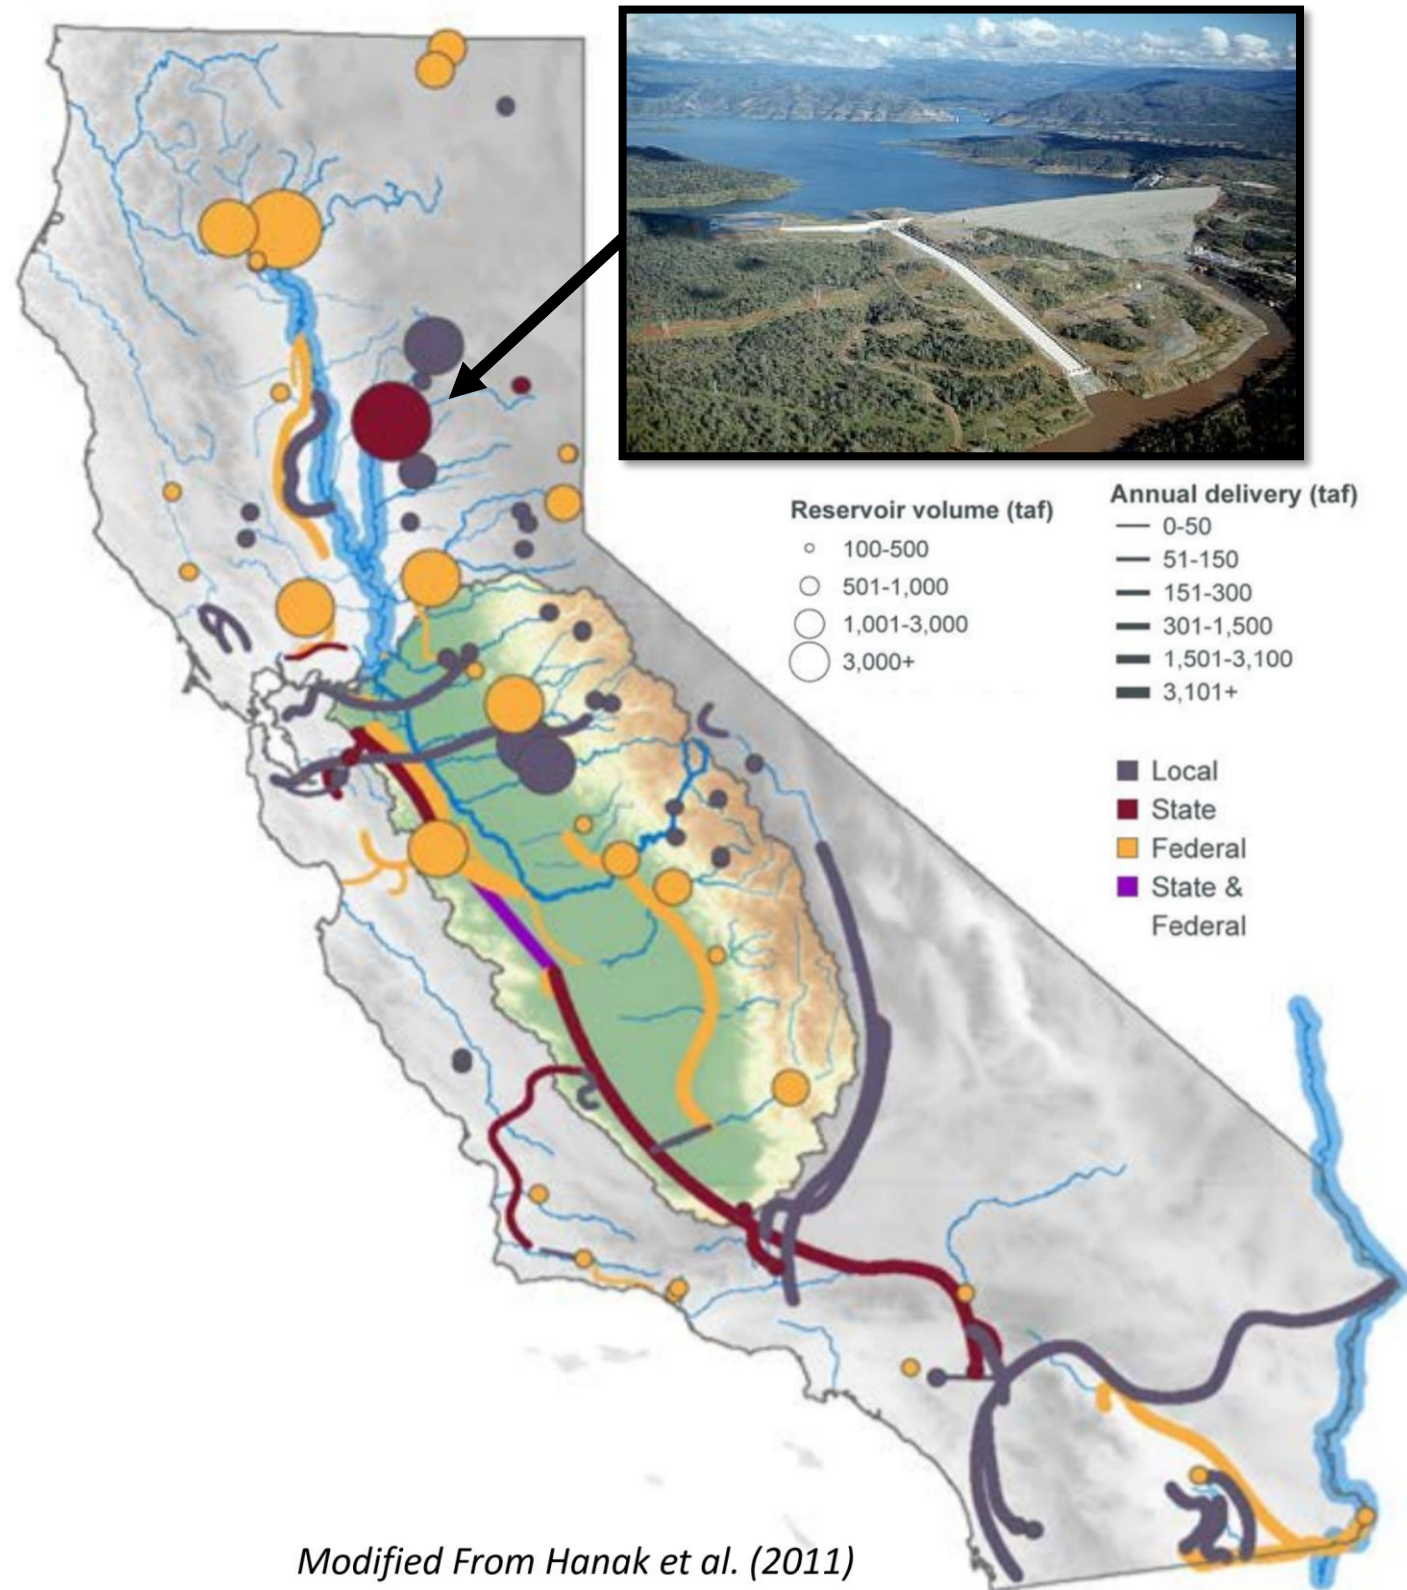 Reservoir volume (taf)
100-500
501-1,000
1,001-3,000
3,000+
Annual delivery (taf)
0-50
51-150
151-300
301-1,500
1,501-3,100
3,101+
Local
State
Federal
State &
Federal
Modified From Hanak et al. (2011)